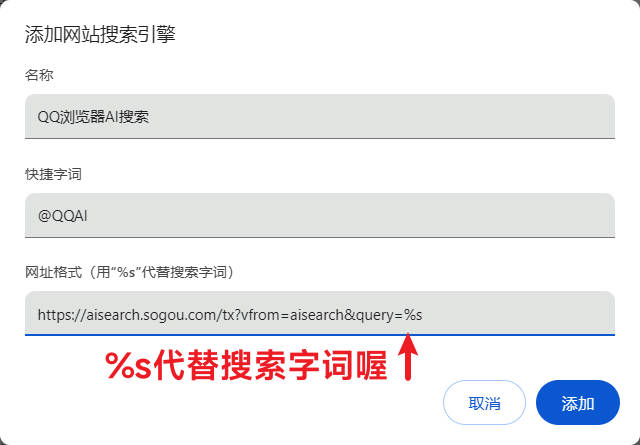 添加网站搜索引擎
名称
QQ浏览器AI搜索
快捷字词
@QQAI
网址格式（用“%s”代替搜索字词）
https://aisearch.sogou.com/tx?vfrom=aisearch&query=%s
%s代替搜索字词喔
取消
添加